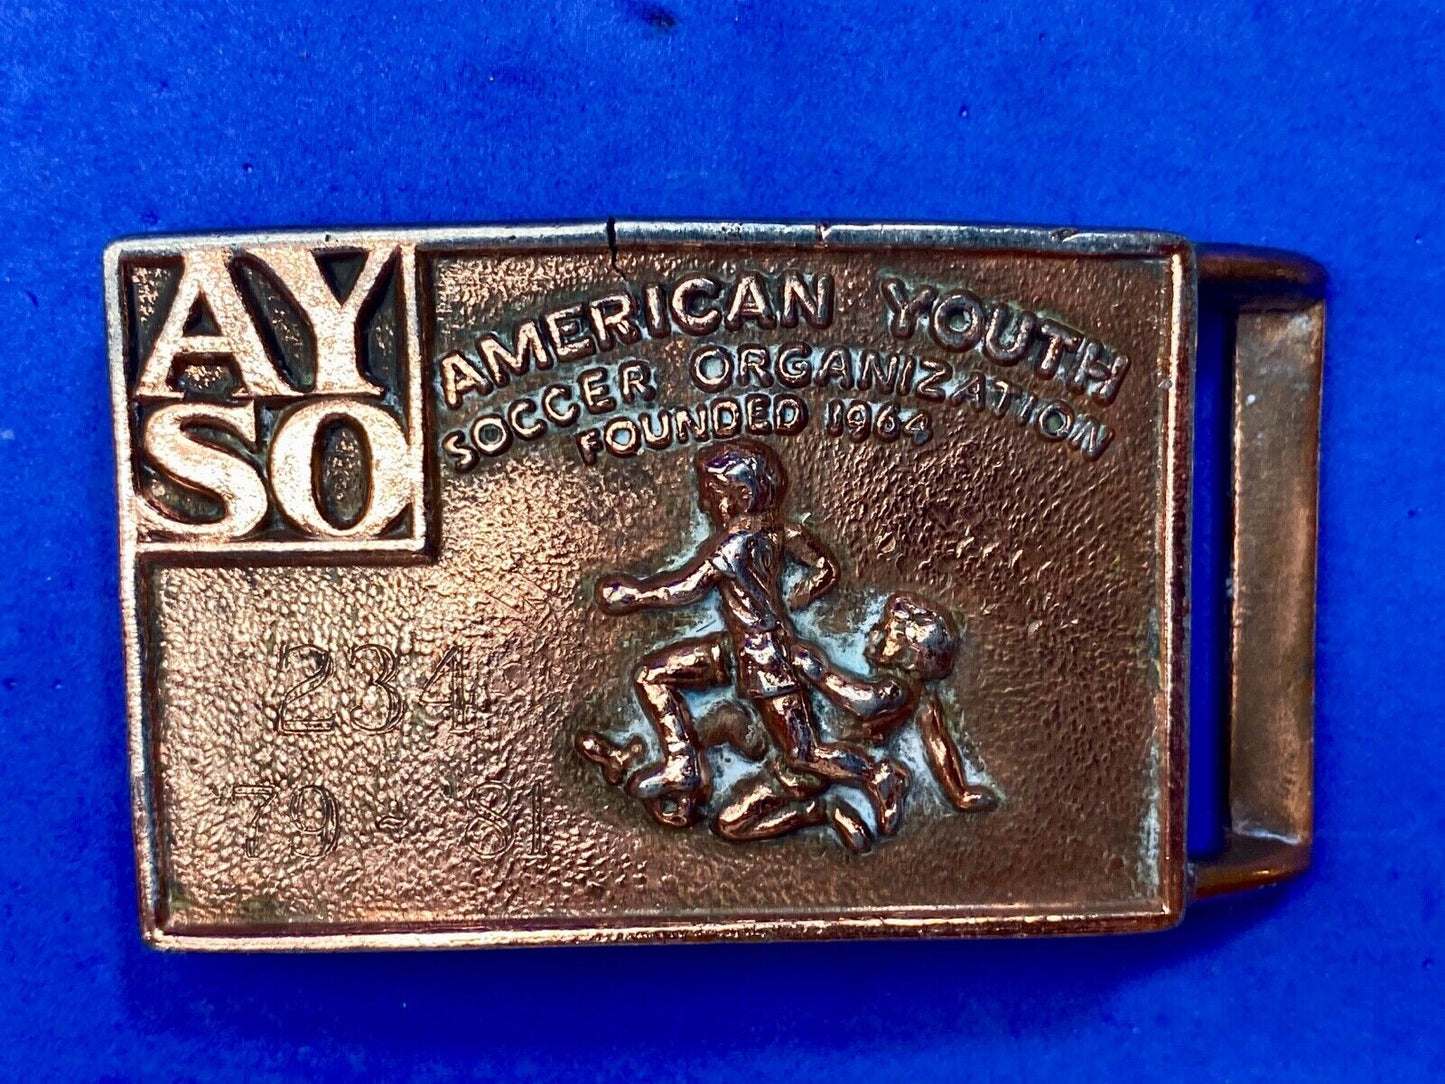 AY
SO
AMERICAN YOUTH
SOCCER ORGANIZATION
FOUNDED 1964
234
'79 - '81